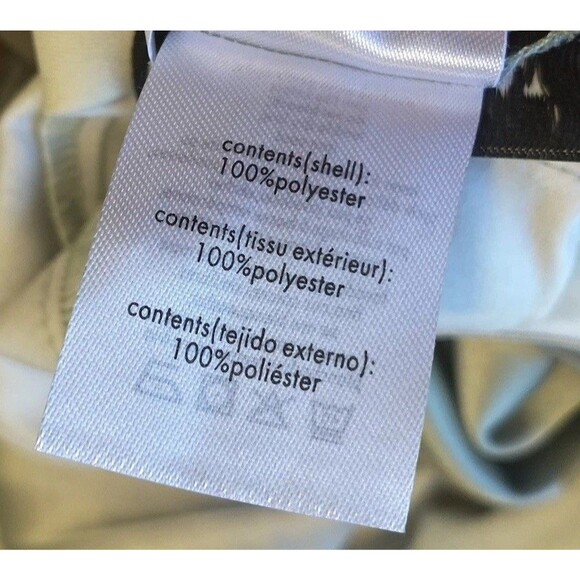 contents(shell):
100%polyester
contents(tissu extérieur):
100%polyester
contents(tejido externo):
100%poliéster